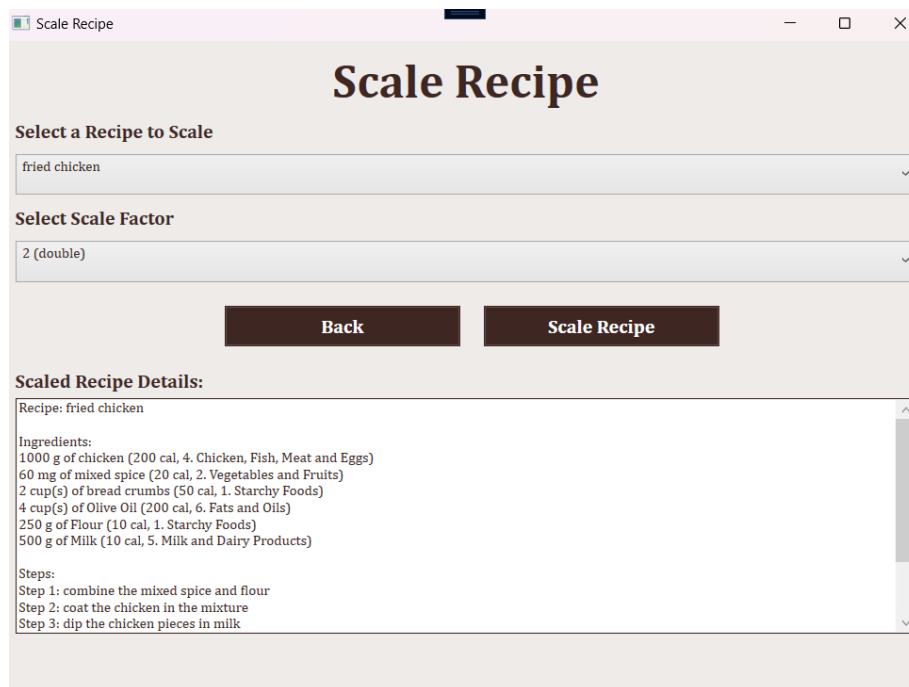 Scale Recipe
Scale Recipe
Select a Recipe to Scale
fried chicken
Select Scale Factor
2 (double)
Back
Scale Recipe
Scaled Recipe Details:
Recipe: fried chicken
Ingredients:
1000 g of chicken (200 cal, 4. Chicken, Fish, Meat and Eggs)
60 mg of mixed spice (20 cal, 2. Vegetables and Fruits)
2 cup(s) of bread crumbs (50 cal, 1. Starchy Foods)
4 cup(s) of Olive Oil (200 cal, 6. Fats and Oils)
250 g of Flour (10 cal, 1. Starchy Foods)
500 g of Milk (10 cal, 5. Milk and Dairy Products)
Steps:
Step 1: combine the mixed spice and flour
Step 2: coat the chicken in the mixture
Step 3: dip the chicken pieces in milk